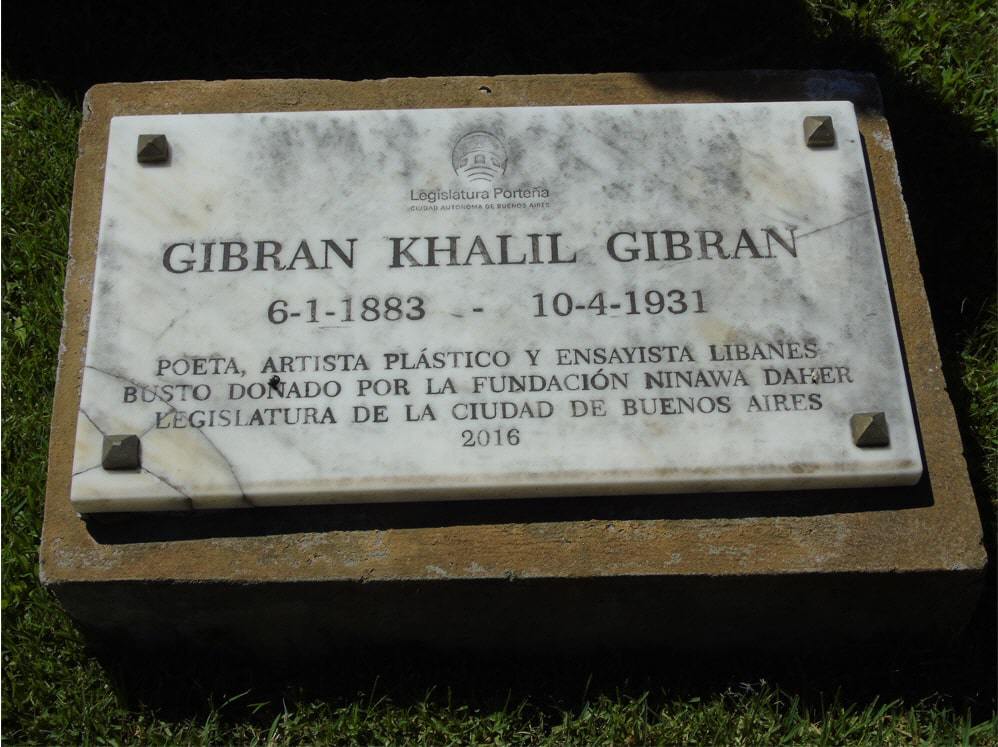 Legislatura Porteña
CIUDAD AUTÓNOMA DE BUENOS AIRES
GIBRAN KHALIL GIBRAN
6-1-1883 - 10-4-1931
POETA, ARTISTA PLÁSTICO Y ENSAYISTA LIBANES
BUSTO DONADO POR LA FUNDACIÓN NINAWA DAHER
LEGISLATURA DE LA CIUDAD DE BUENOS AIRES
2016